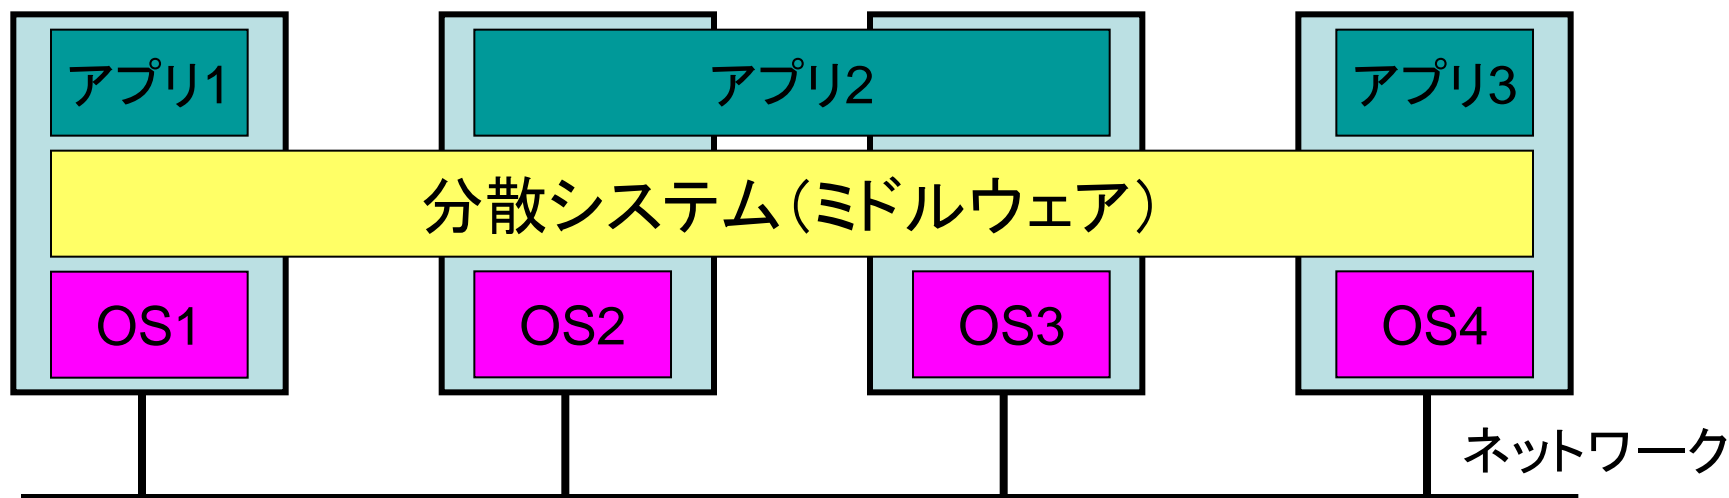 アプリ1
アプリ2
アプリ3
分散システム(ミドルウェア)
OS1
OS2
OS3
OS4
ネットワーク